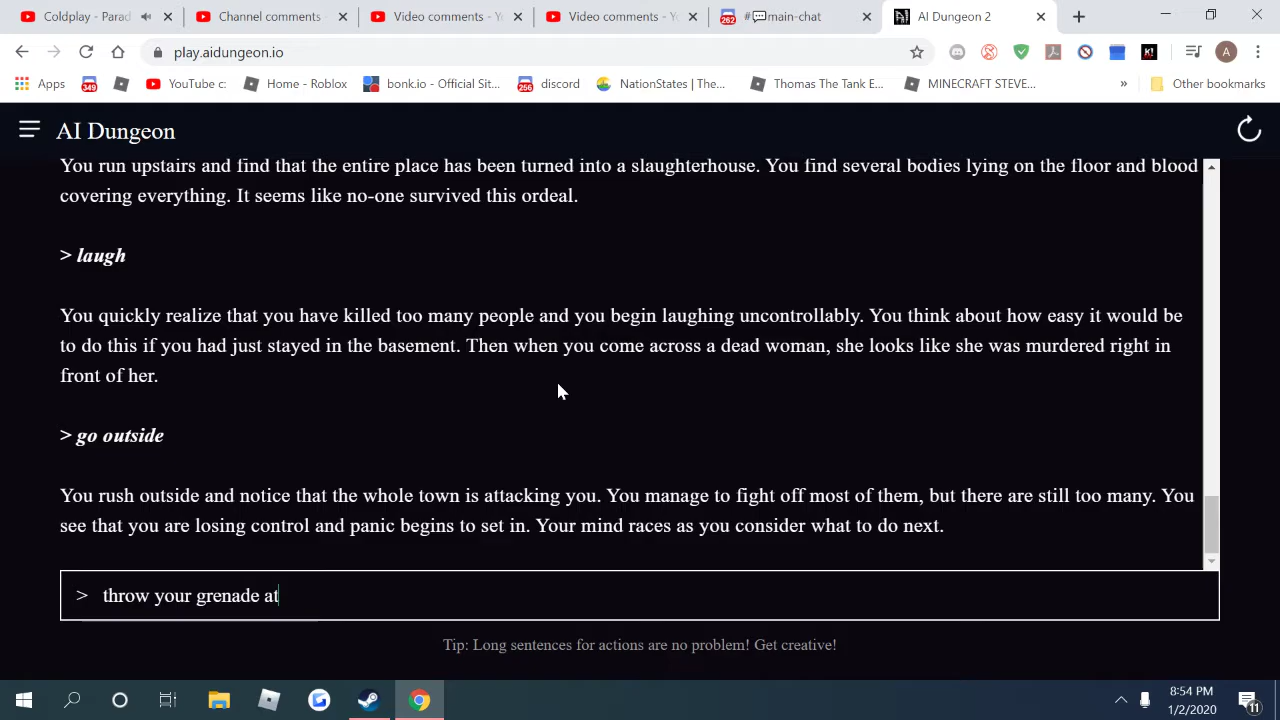 Coldplay - Parad
Channel comments -
Video comments - Y
Video comments - Yo
262
#💬main-chat
AI Dungeon 2
play.aidungeon.io
K!
A
Apps
349
YouTube c:
Home - Roblox
bonk.io - Official Sit...
256
discord
NationStates | The...
Thomas The Tank E...
MINECRAFT STEVE...
»
Other bookmarks
AI Dungeon
You run upstairs and find that the entire place has been turned into a slaughterhouse. You find several bodies lying on the floor and blood
covering everything. It seems like no-one survived this ordeal.
> laugh
You quickly realize that you have killed too many people and you begin laughing uncontrollably. You think about how easy it would be
to do this if you had just stayed in the basement. Then when you come across a dead woman, she looks like she was murdered right in
front of her.
> go outside
You rush outside and notice that the whole town is attacking you. You manage to fight off most of them, but there are still too many. You
see that you are losing control and panic begins to set in. Your mind races as you consider what to do next.
> throw your grenade at
Tip: Long sentences for actions are no problem! Get creative!
8:54 PM
1/2/2020
11